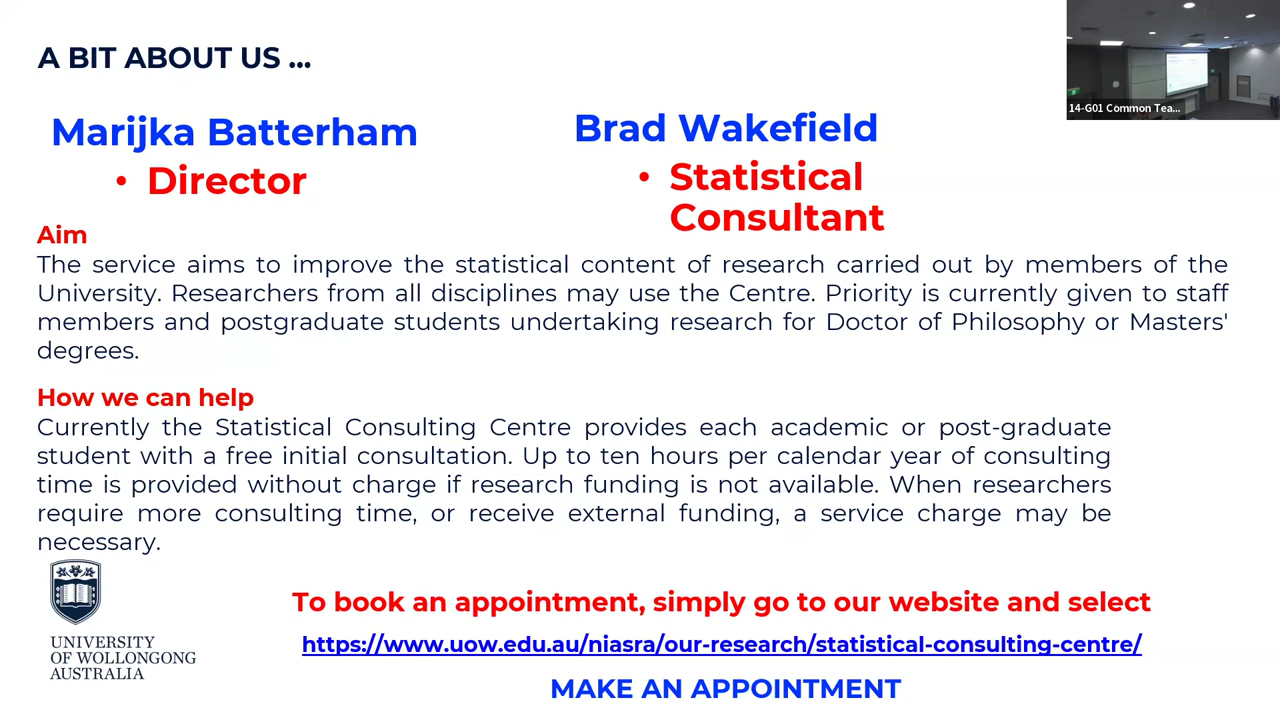 A BIT ABOUT US ...
14-G01 Common Tea...
Marijka Batterham
• Director
Brad Wakefield
• Statistical
Consultant
Aim
The service aims to improve the statistical content of research carried out by members of the
University. Researchers from all disciplines may use the Centre. Priority is currently given to staff
members and postgraduate students undertaking research for Doctor of Philosophy or Masters'
degrees.
How we can help
Currently the Statistical Consulting Centre provides each academic or post-graduate
student with a free initial consultation. Up to ten hours per calendar year of consulting
time is provided without charge if research funding is not available. When researchers
require more consulting time, or receive external funding, a service charge may be
necessary.
UNIVERSITY
OF WOLLONGONG
AUSTRALIA
To book an appointment, simply go to our website and select
https://www.uow.edu.au/niasra/our-research/statistical-consulting-centre/
MAKE AN APPOINTMENT